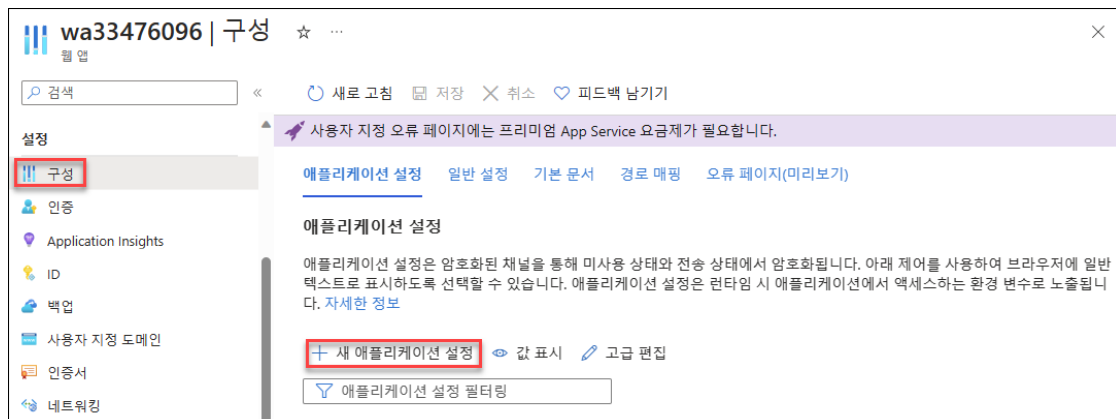 wa33476096 | 구성
웹 앱
검색
새로 고침 저장 취소 피드백 남기기
설정
사용자 지정 오류 페이지에는 프리미엄 App Service 요금제가 필요합니다.
구성
인증
Application Insights
ID
백업
사용자 지정 도메인
인증서
네트워킹
애플리케이션 설정 일반 설정 기본 문서 경로 매핑 오류 페이지(미리보기)
애플리케이션 설정
애플리케이션 설정은 암호화된 채널을 통해 미사용 상태와 전송 상태에서 암호화됩니다. 아래 제어를 사용하여 브라우저에 일반
텍스트로 표시하도록 선택할 수 있습니다. 애플리케이션 설정은 런타임 시 애플리케이션에서 액세스하는 환경 변수로 노출됩니
다. 자세한 정보
새 애플리케이션 설정 값 표시 고급 편집
애플리케이션 설정 필터링